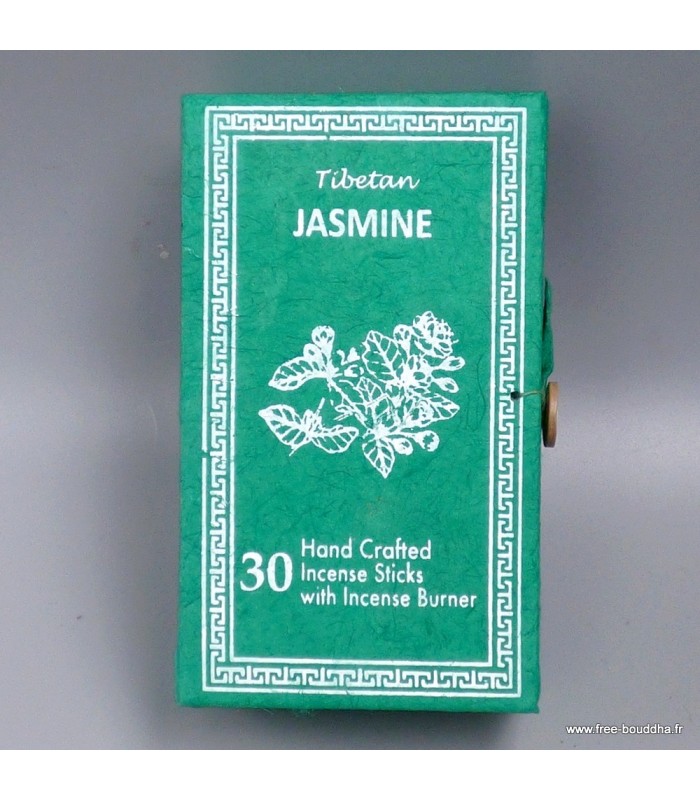 Tibetan
JASMINE
30 Hand Crafted
Incense Sticks
with Incense Burner
www.free-bouddha.fr